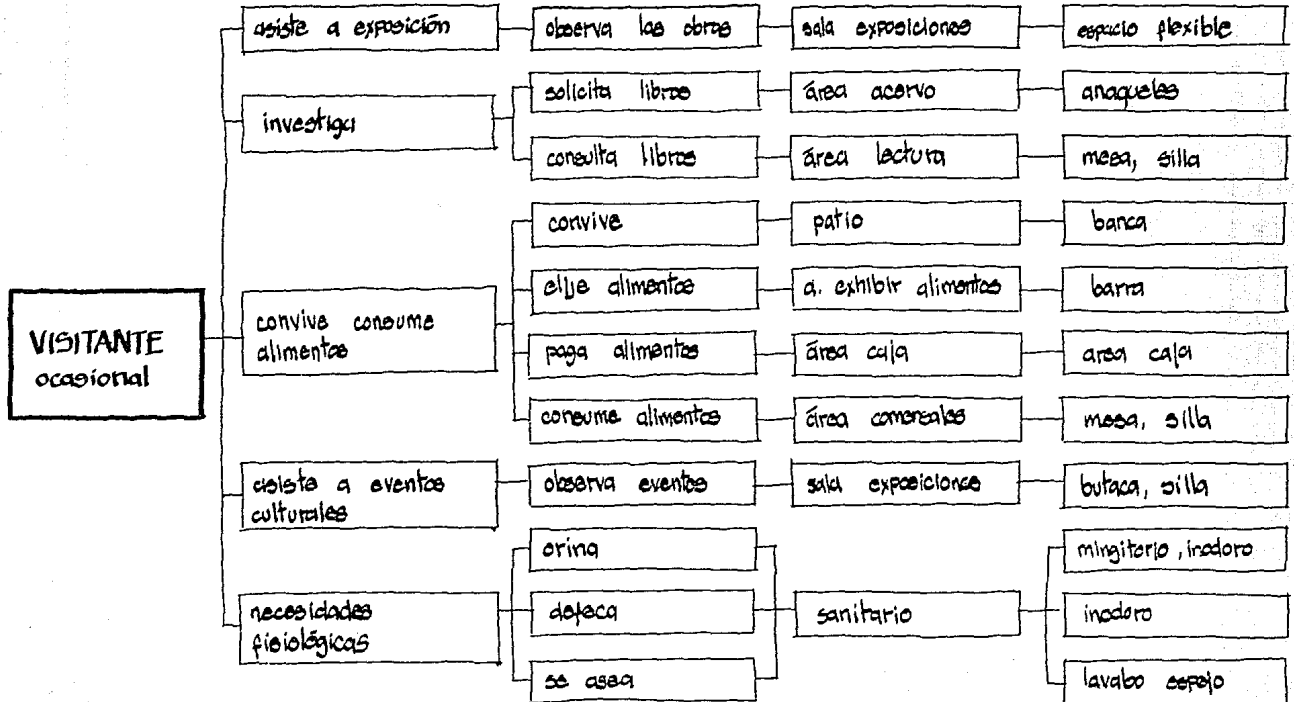 asiste a exposición
observa las obras
sala exposiciones
espacio flexible
investiga
solicita libros
área acervo
anaqueles
consulta libros
área lectura
mesa, silla
VISITANTE
ocasional
convive consume
alimentos
convive
patio
banca
elije alimentos
a. exhibir alimentos
barra
paga alimentos
área caja
area caja
consume alimentos
área comensales
mesa, silla
asiste a eventos
culturales
observa eventos
sala exposiciones
butaca, silla
necesidades
fisiológicas
orina
defeca
se asea
sanitario
mingitorio, inodoro
inodoro
lavabo espejo